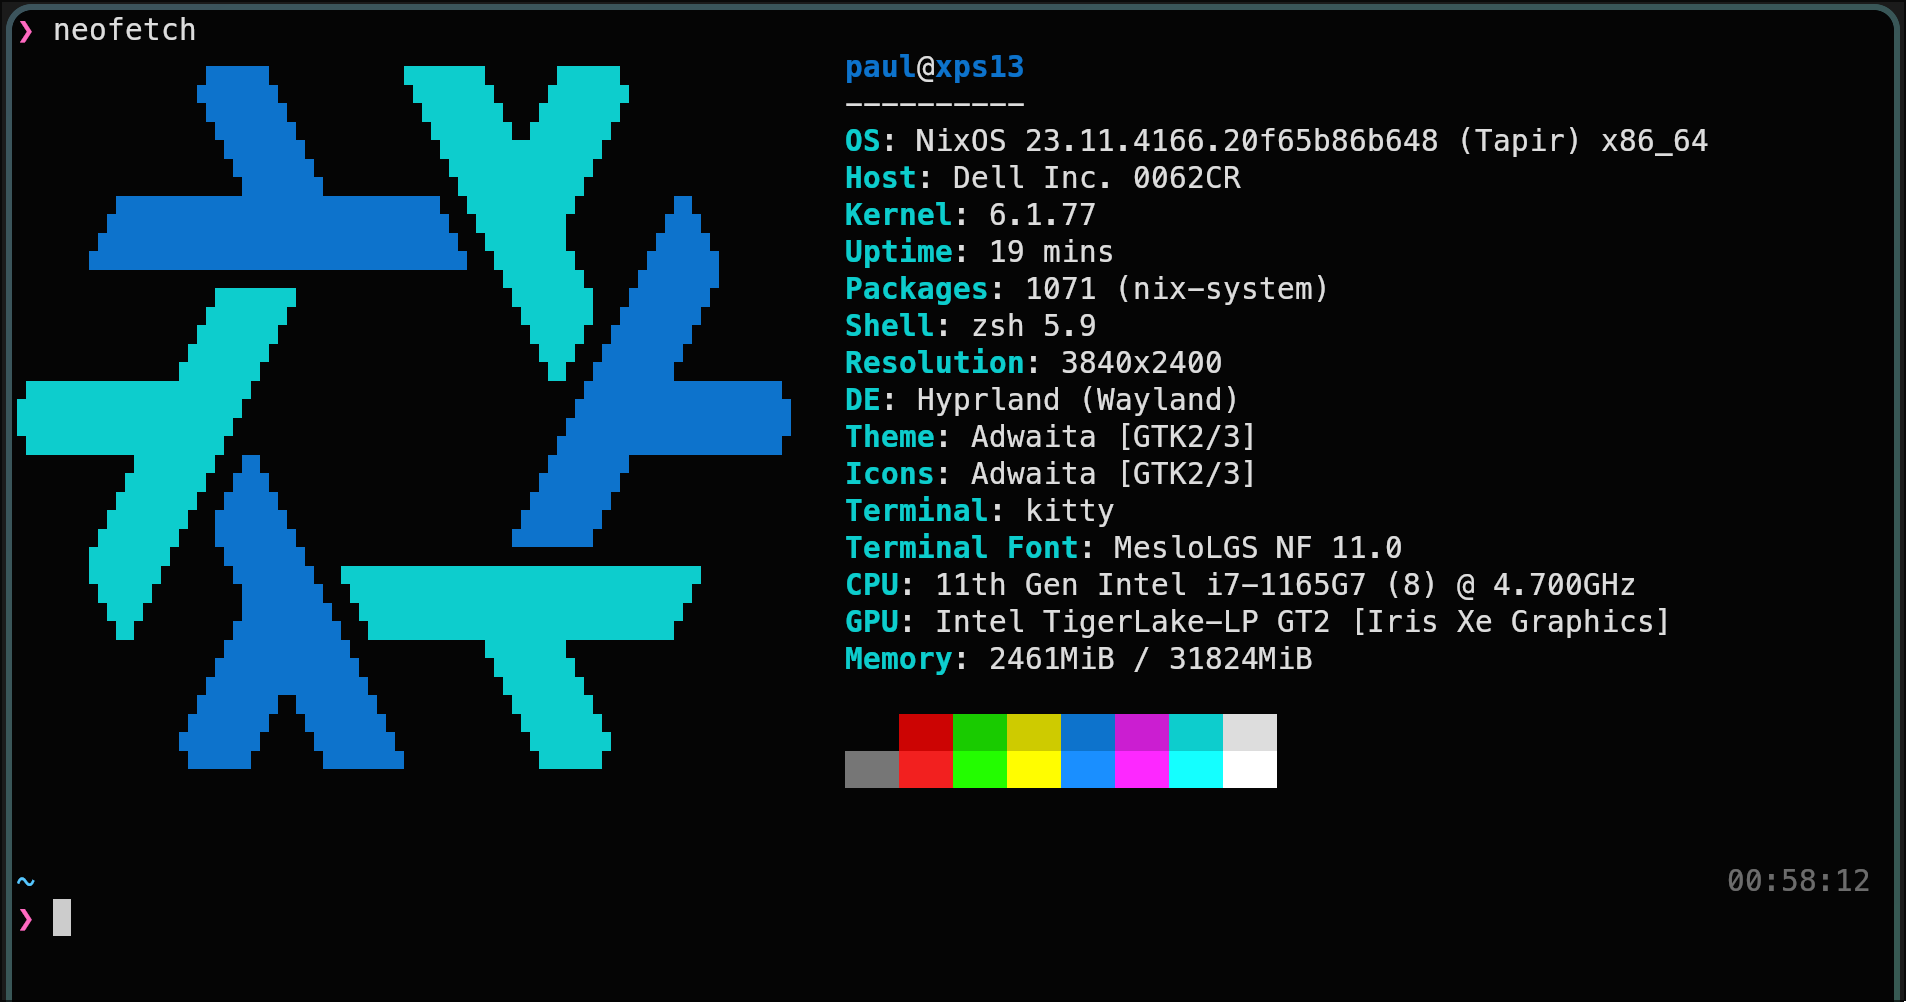 ❯ neofetch
paul@xps13
----------
OS: NixOS 23.11.4166.20f65b86b648 (Tapir) x86_64
Host: Dell Inc. 0062CR
Kernel: 6.1.77
Uptime: 19 mins
Packages: 1071 (nix-system)
Shell: zsh 5.9
Resolution: 3840x2400
DE: Hyprland (Wayland)
Theme: Adwaita [GTK2/3]
Icons: Adwaita [GTK2/3]
Terminal: kitty
Terminal Font: MesloLGS NF 11.0
CPU: 11th Gen Intel i7-1165G7 (8) @ 4.700GHz
GPU: Intel TigerLake-LP GT2 [Iris Xe Graphics]
Memory: 2461MiB / 31824MiB
~ 00:58:12
❯